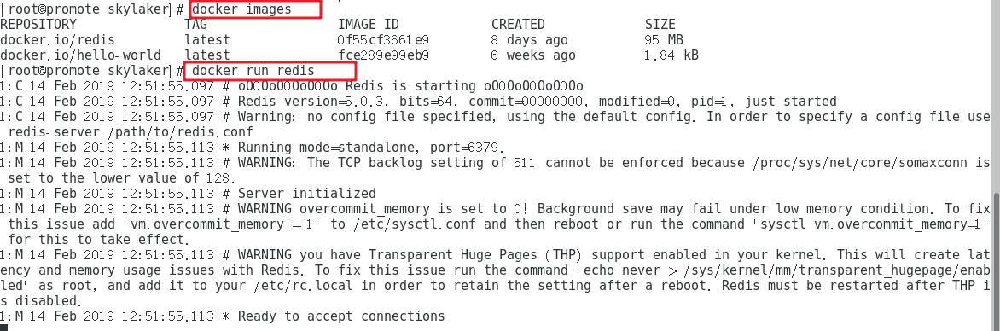 [root@promote skylaker]# docker images
REPOSITORY TAG IMAGE ID CREATED SIZE
docker.io/redis latest 0f55cf3661e9 8 days ago 95 MB
docker.io/hello-world latest fce289e99eb9 6 weeks ago 1.84 kB
[root@promote skylaker]# docker run redis
1:C 14 Feb 2019 12:51:55.097 # oO0OoO0OoO0Oo Redis is starting oO0OoO0OoO0Oo
1:C 14 Feb 2019 12:51:55.097 # Redis version=5.0.3, bits=64, commit=00000000, modified=0, pid=1, just started
1:C 14 Feb 2019 12:51:55.097 # Warning: no config file specified, using the default config. In order to specify a config file use
redis-server /path/to/redis.conf
1:M 14 Feb 2019 12:51:55.113 * Running mode=standalone, port=6379.
1:M 14 Feb 2019 12:51:55.113 # WARNING: The TCP backlog setting of 511 cannot be enforced because /proc/sys/net/core/somaxconn is
set to the lower value of 128.
1:M 14 Feb 2019 12:51:55.113 # Server initialized
1:M 14 Feb 2019 12:51:55.113 # WARNING overcommit_memory is set to 0! Background save may fail under low memory condition. To fix
this issue add 'vm.overcommit_memory = 1' to /etc/sysctl.conf and then reboot or run the command 'sysctl vm.overcommit_memory=1'
for this to take effect.
1:M 14 Feb 2019 12:51:55.113 # WARNING you have Transparent Huge Pages (THP) support enabled in your kernel. This will create lat
ency and memory usage issues with Redis. To fix this issue run the command 'echo never > /sys/kernel/mm/transparent_hugepage/enab
led' as root, and add it to your /etc/rc.local in order to retain the setting after a reboot. Redis must be restarted after THP i
s disabled.
1:M 14 Feb 2019 12:51:55.113 * Ready to accept connections